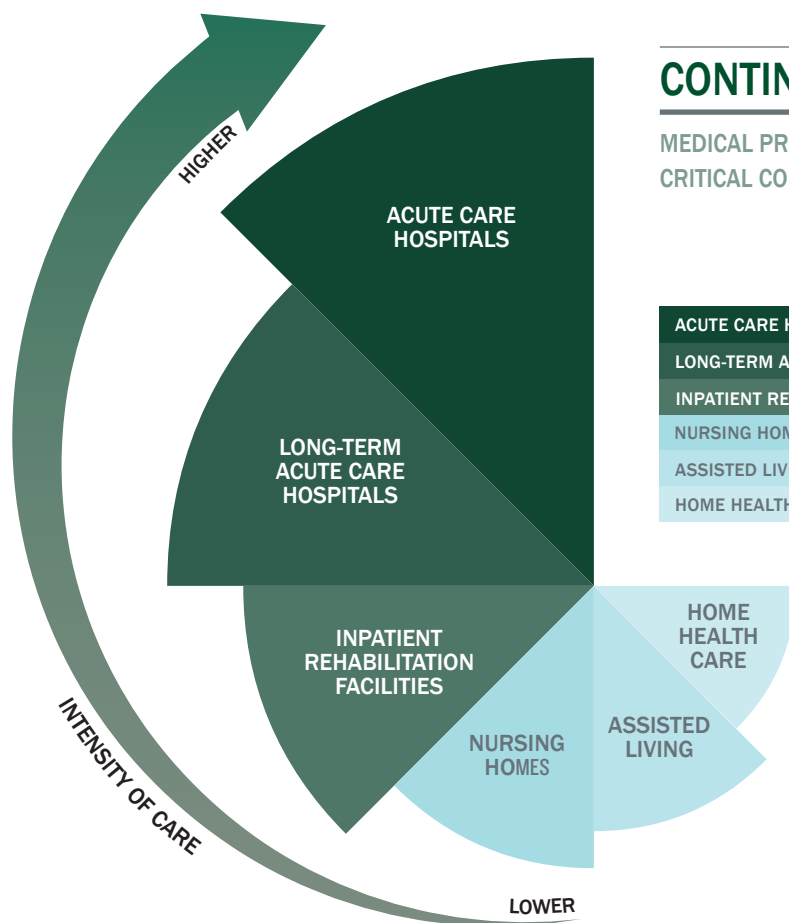 HIGHER
ACUTE CARE
HOSPITALS
LONG-TERM
ACUTE CARE
HOSPITALS
INPATIENT
REHABILITATION
FACILITIES
NURSING
HOMES
ASSISTED
LIVING
HOME
HEALTH
CARE
INTENSITY OF CARE
LOWER
CONTIN
MEDICAL PR
CRITICAL CO
ACUTE CARE H
LONG-TERM A
INPATIENT RE
NURSING HOM
ASSISTED LIV
HOME HEALTH